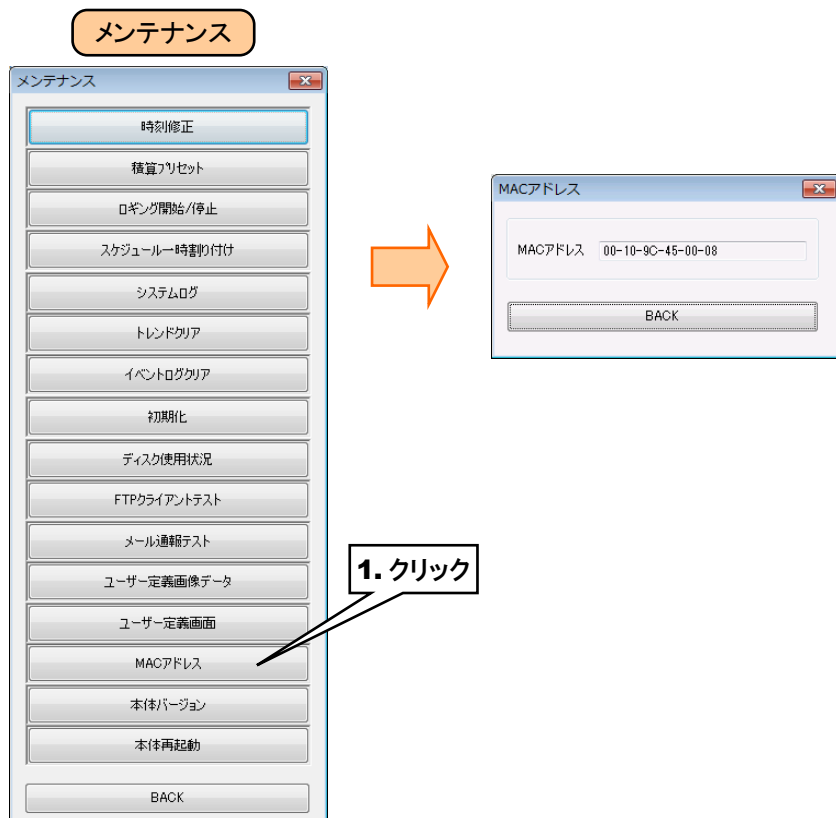 メンテナンス
メンテナンス
時刻修正
積算プリセット
ロギング開始/停止
スケジュール一時割り付け
システムログ
トレンドクリア
イベントログクリア
初期化
ディスク使用状況
FTPクライアントテスト
メール通報テスト
ユーザー定義画像データ
ユーザー定義画面
MACアドレス
本体バージョン
本体再起動
BACK
1. クリック
MACアドレス
MACアドレス 00-10-9C-45-00-08
BACK